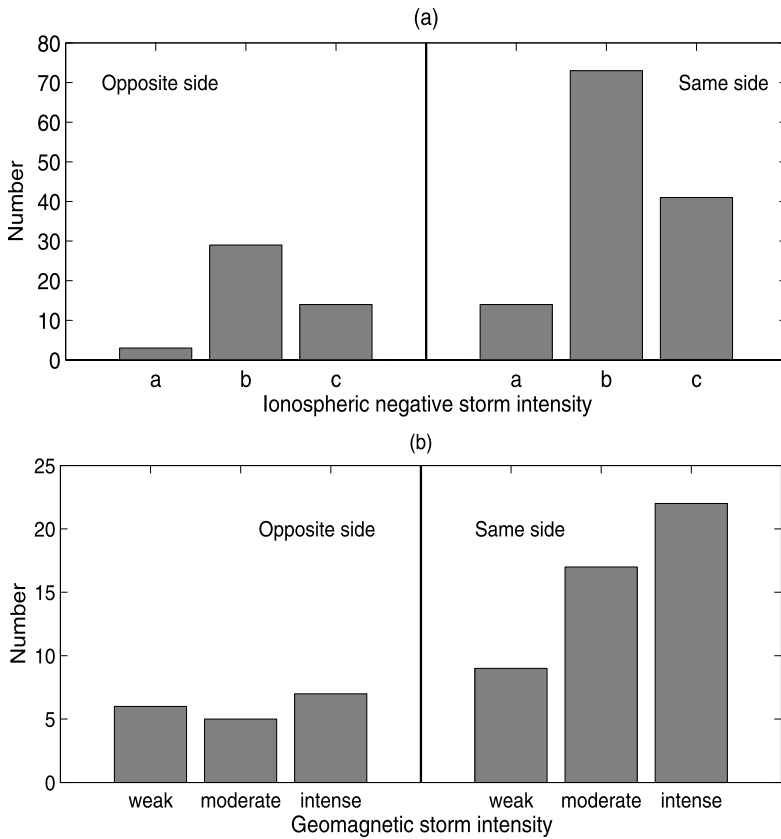 (a)
80
70
60
50
40
30
20
10
0
Number
Opposite side
Same side
a b c a b c
Ionospheric negative storm intensity
(b)
25
20
15
10
5
0
Number
Opposite side
Same side
weak moderate intense weak moderate intense
Geomagnetic storm intensity